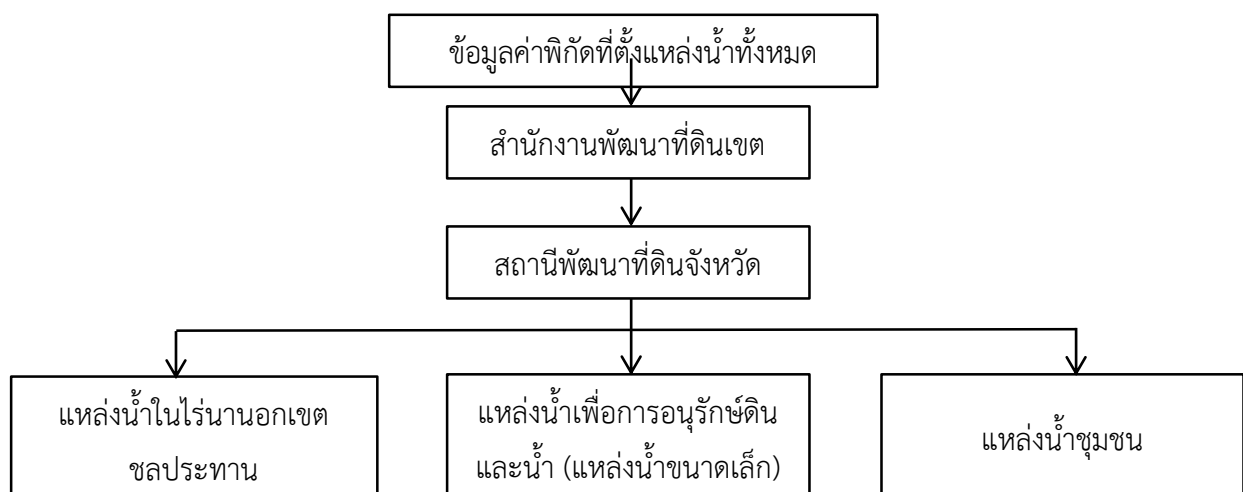 ข้อมูลค่าพิกัดที่ตั้งแหล่งน้ำทั้งหมด
สำนักงานพัฒนาที่ดินเขต
สถานีพัฒนาที่ดินจังหวัด
แหล่งน้ำในไร่นานอกเขต
ชลประทาน
แหล่งน้ำเพื่อการอนุรักษ์ดิน
และน้ำ (แหล่งน้ำขนาดเล็ก)
แหล่งน้ำชุมชน